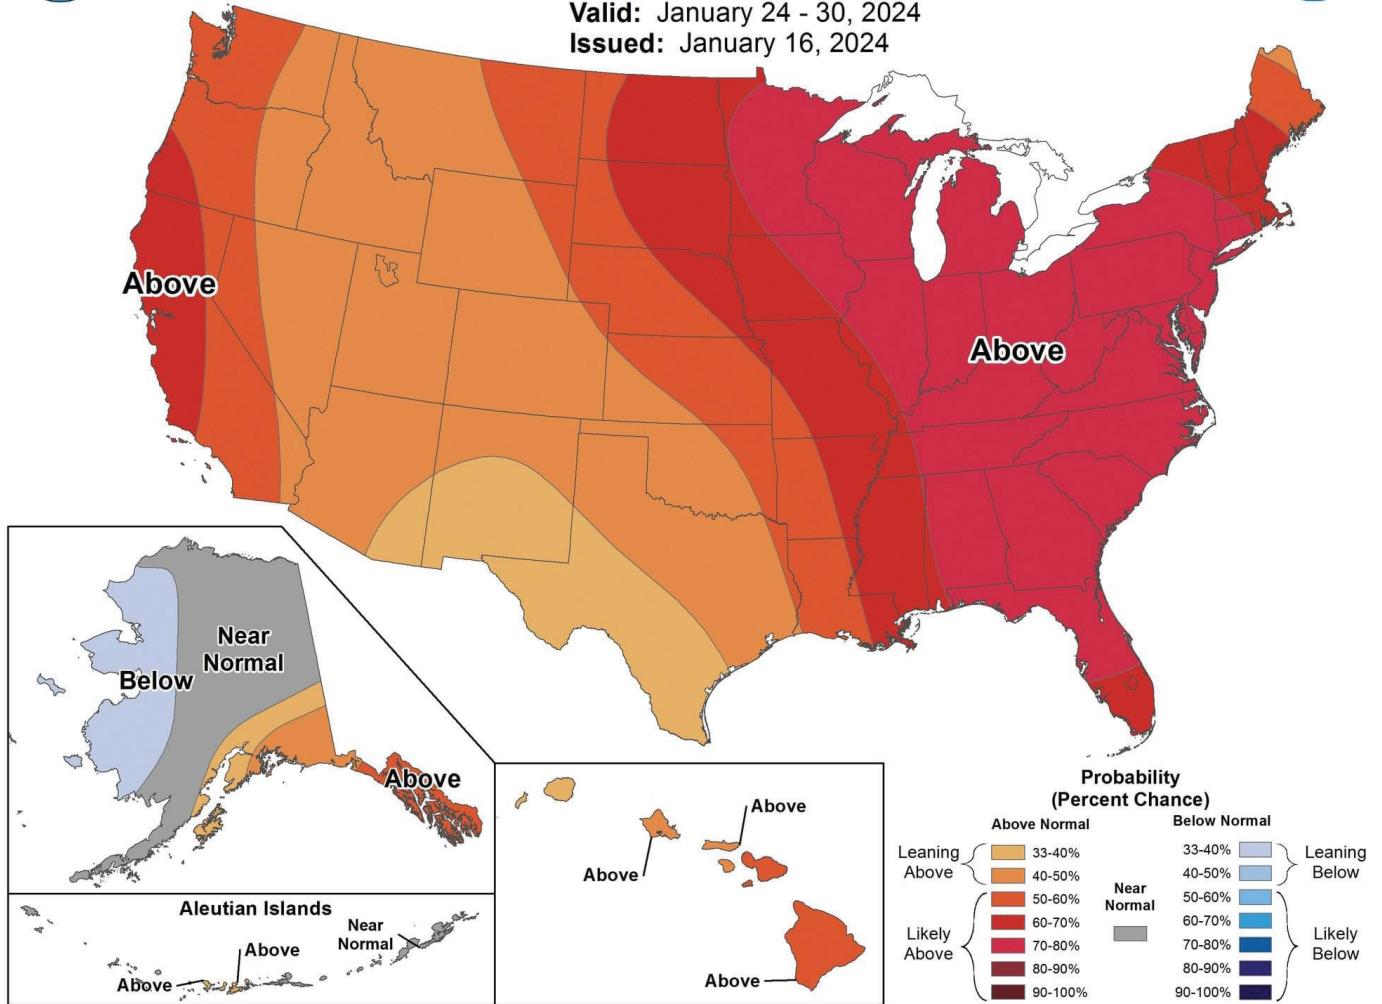 Valid: January 24 - 30, 2024
Issued: January 16, 2024
Above
Above
Near
Normal
Below
Above
Aleutian Islands
Near
Normal
Above
Above
Above
Above
Above
Probability
(Percent Chance)
Above Normal
Below Normal
Leaning
Above
33-40%
40-50%
Likely
Above
50-60%
60-70%
70-80%
80-90%
90-100%
Near
Normal
33-40%
40-50%
Leaning
Below
50-60%
60-70%
70-80%
80-90%
90-100%
Likely
Below